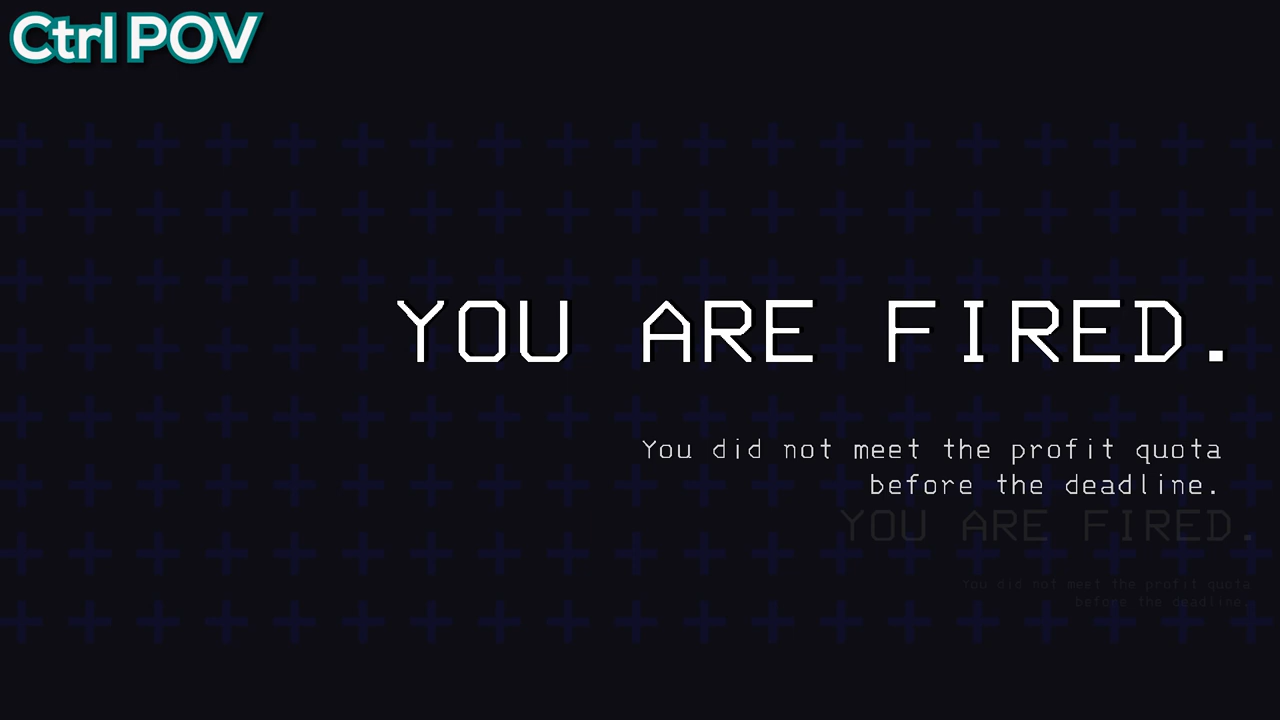 Ctrl POV
YOU ARE FIRED.
You did not meet the profit quota
before the deadline.
YOU ARE FIRED.
You did not meet the profit quota
before the deadline.